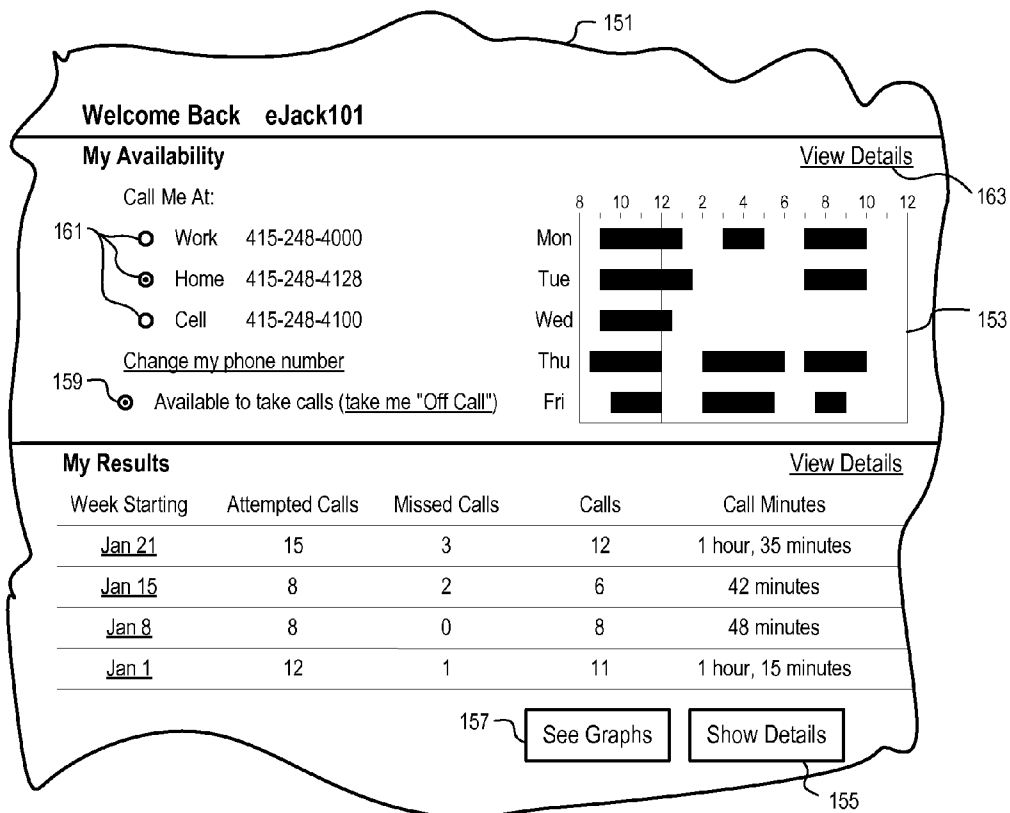 151
Welcome Back eJack101
My Availability View Details
163
Call Me At:
8 10 12 2 4 6 8 10 12
161
Work 415-248-4000
Mon
Home 415-248-4128
Tue
153
Cell 415-248-4100
Wed
Change my phone number
Thu
159
Available to take calls (take me "Off Call")
Fri
My Results View Details
Week Starting Attempted Calls Missed Calls Calls Call Minutes
Jan 21 15 3 12 1 hour, 35 minutes
Jan 15 8 2 6 42 minutes
Jan 8 8 0 8 48 minutes
Jan 1 12 1 11 1 hour, 15 minutes
157
See Graphs Show Details
155